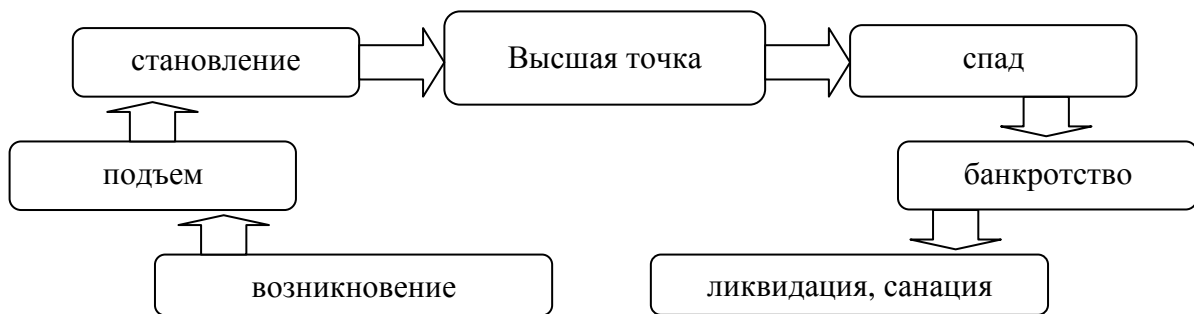 становление
Высшая точка
спад
подъем
банкротство
возникновение
ликвидация, санация